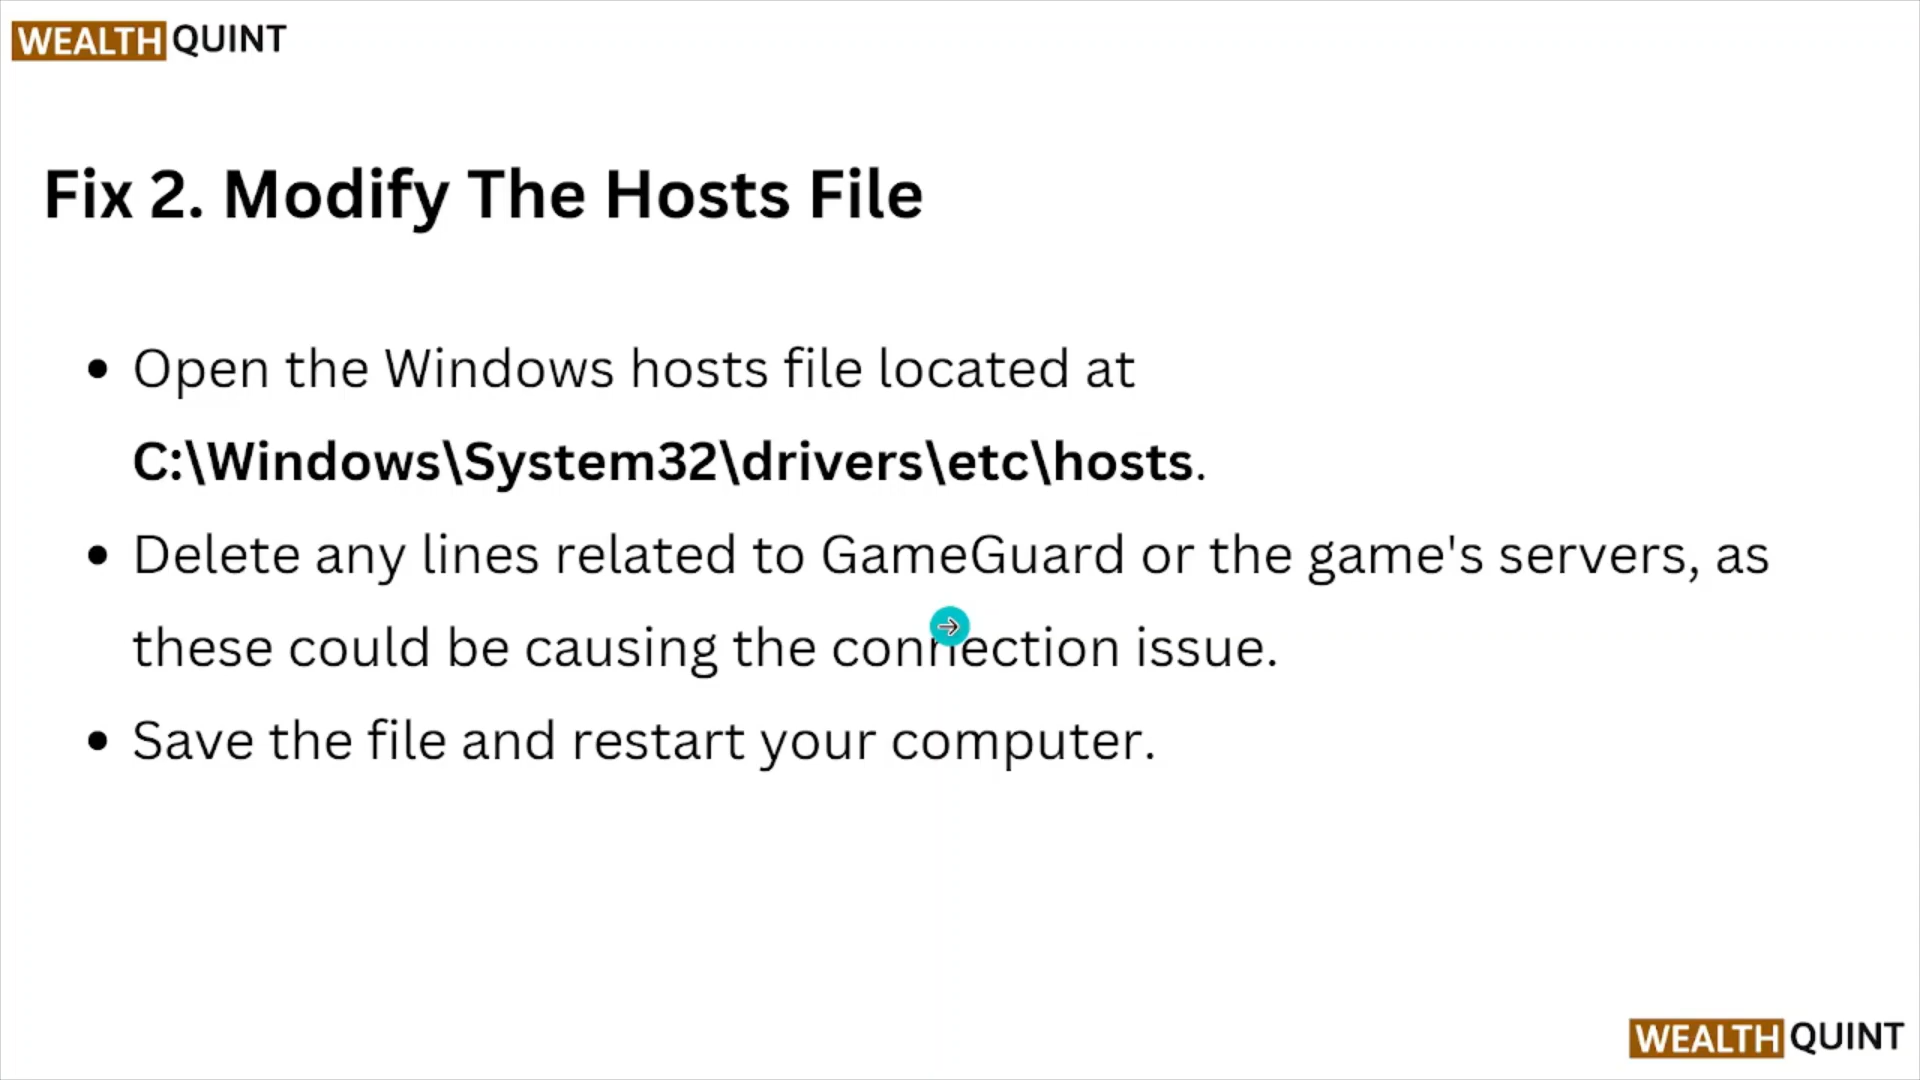 WEALTH QUINT
Fix 2. Modify The Hosts File
• Open the Windows hosts file located at
C:\Windows\System32\drivers\etc\hosts.
• Delete any lines related to GameGuard or the game's servers, as
these could be causing the connection issue.
• Save the file and restart your computer.
WEALTH QUINT